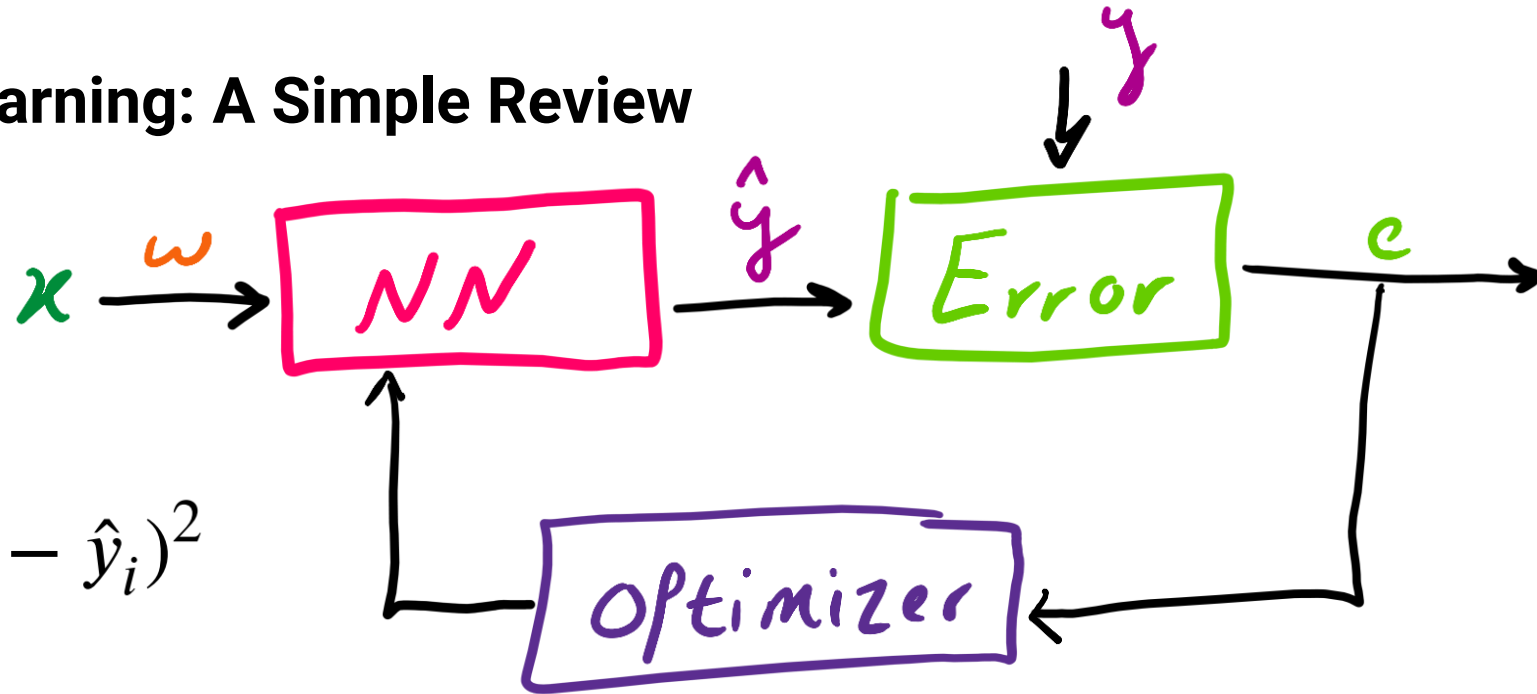 arning: A Simple Review
y
x
ω
NN
ŷ
Error
e
− ŷᵢ)²
optimizer